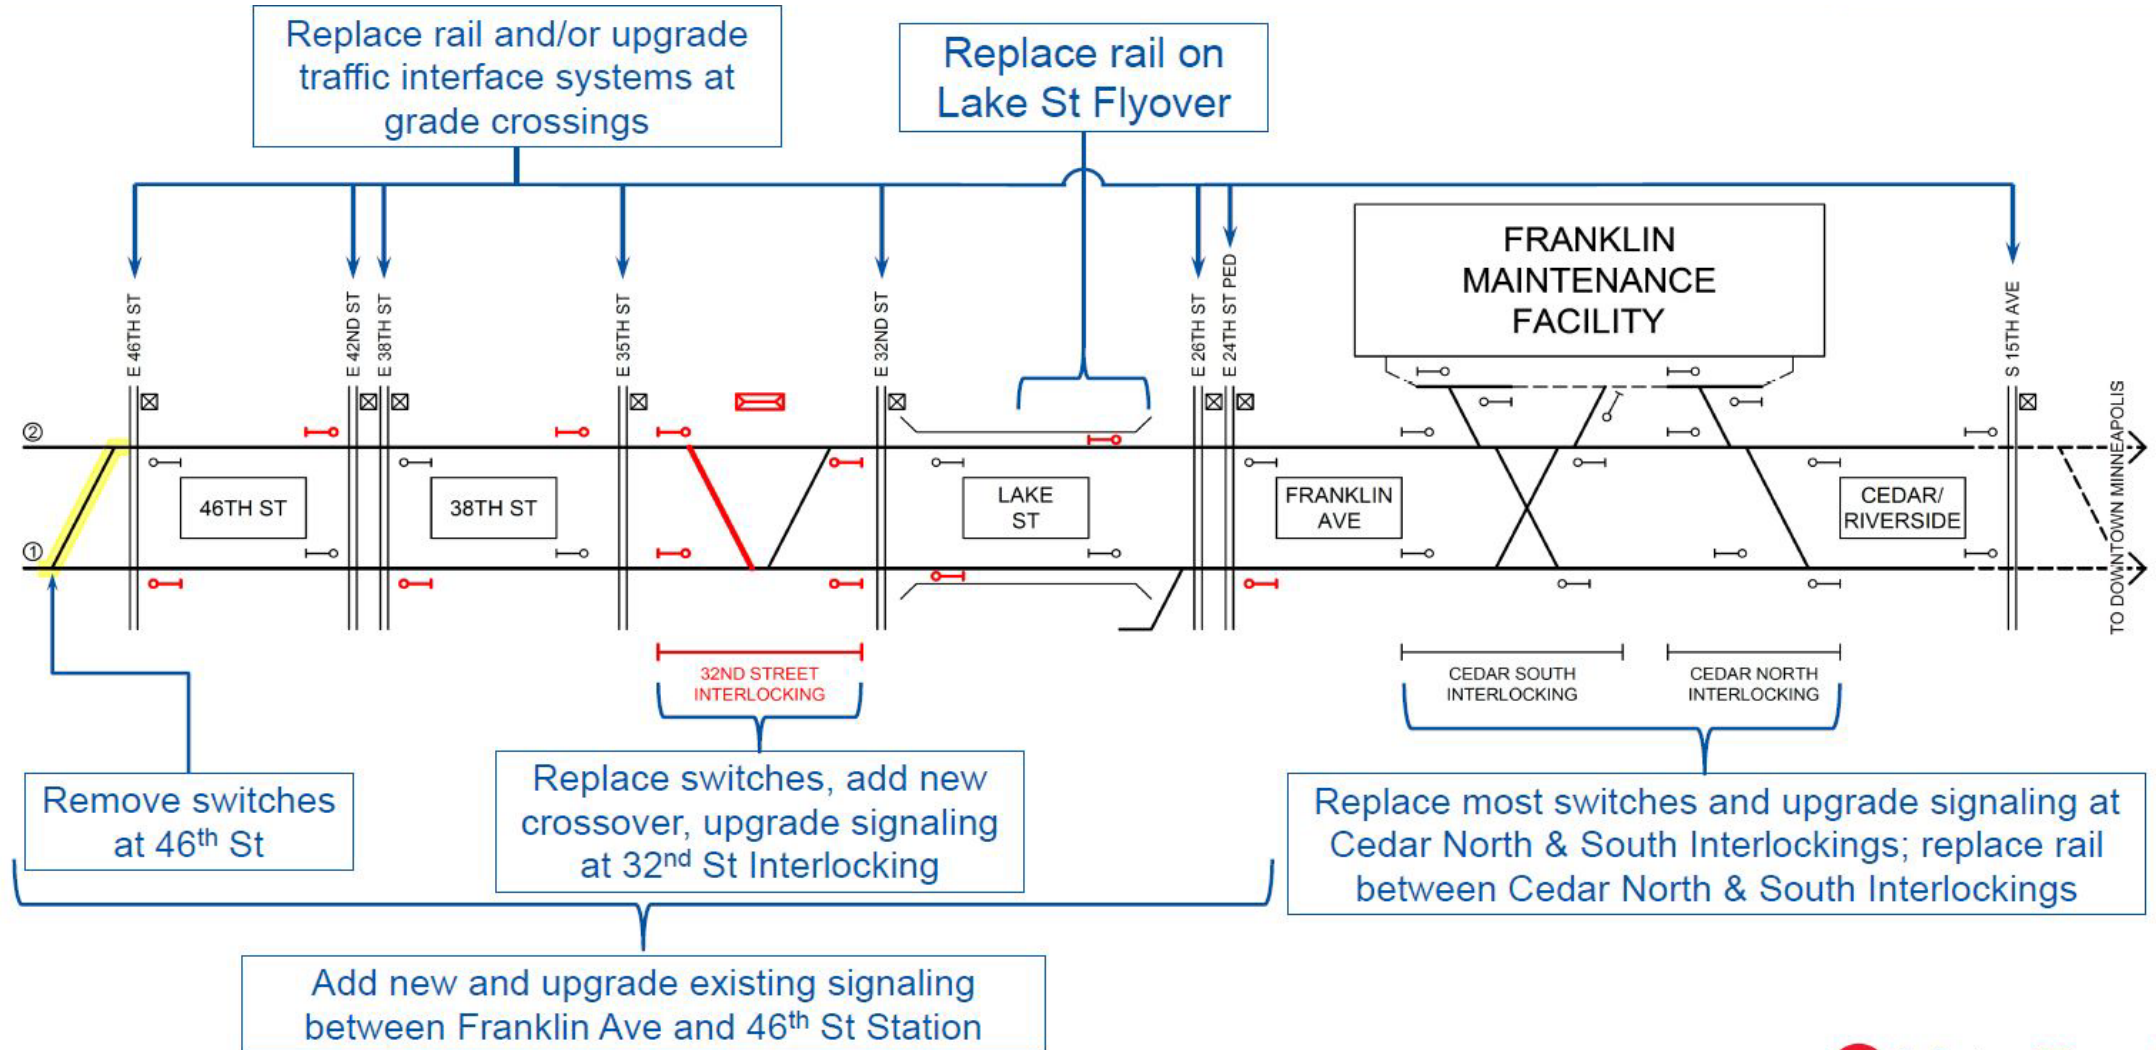 Replace rail and/or upgrade
traffic interface systems at
grade crossings
Replace rail on
Lake St Flyover
FRANKLIN
MAINTENANCE
FACILITY
E 46TH ST
E 42ND ST
E 38TH ST
E 35TH ST
E 32ND ST
E 26TH ST
E 24TH ST PED
S 15TH AVE
2
1
46TH ST
38TH ST
LAKE
ST
FRANKLIN
AVE
CEDAR/
RIVERSIDE
TO DOWNTOWN MINNEAPOLIS
32ND STREET
INTERLOCKING
CEDAR SOUTH
INTERLOCKING
CEDAR NORTH
INTERLOCKING
Remove switches
at 46th St
Replace switches, add new
crossover, upgrade signaling
at 32nd St Interlocking
Replace most switches and upgrade signaling at
Cedar North & South Interlockings; replace rail
between Cedar North & South Interlockings
Add new and upgrade existing signaling
between Franklin Ave and 46th St Station